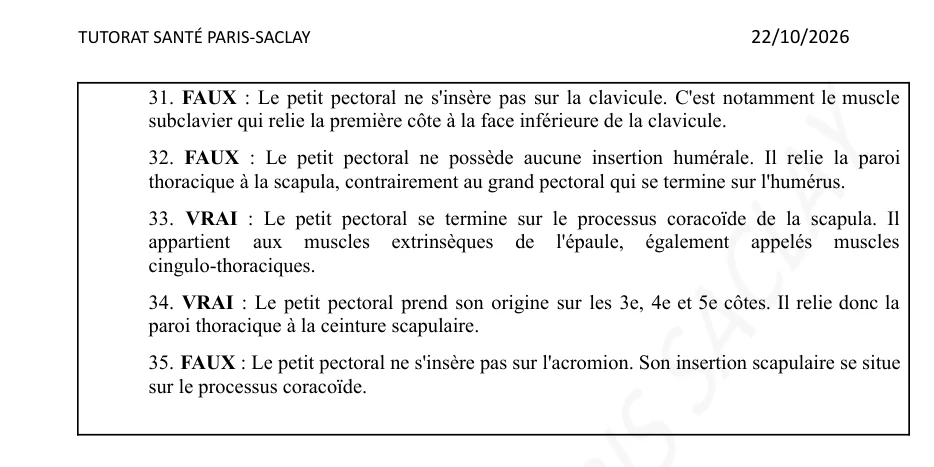 TUTORAT SANTÉ PARIS-SACLAY 22/10/2026
31. FAUX : Le petit pectoral ne s'insère pas sur la clavicule. C'est notamment le muscle
subclavier qui relie la première côte à la face inférieure de la clavicule.
32. FAUX : Le petit pectoral ne possède aucune insertion humérale. Il relie la paroi
thoracique à la scapula, contrairement au grand pectoral qui se termine sur l'humérus.
33. VRAI : Le petit pectoral se termine sur le processus coracoïde de la scapula. Il
appartient aux muscles extrinsèques de l'épaule, également appelés muscles
cingulo-thoraciques.
34. VRAI : Le petit pectoral prend son origine sur les 3e, 4e et 5e côtes. Il relie donc la
paroi thoracique à la ceinture scapulaire.
35. FAUX : Le petit pectoral ne s'insère pas sur l'acromion. Son insertion scapulaire se situe
sur le processus coracoïde.
IS SACLAY